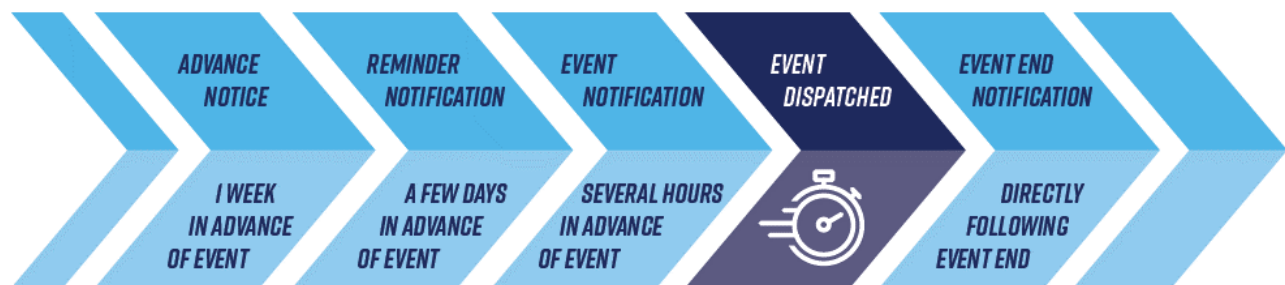 ADVANCE
NOTICE
1 WEEK
IN ADVANCE
OF EVENT
REMINDER
NOTIFICATION
A FEW DAYS
IN ADVANCE
OF EVENT
EVENT
NOTIFICATION
SEVERAL HOURS
IN ADVANCE
OF EVENT
EVENT
DISPATCHED
EVENT END
NOTIFICATION
DIRECTLY
FOLLOWING
EVENT END